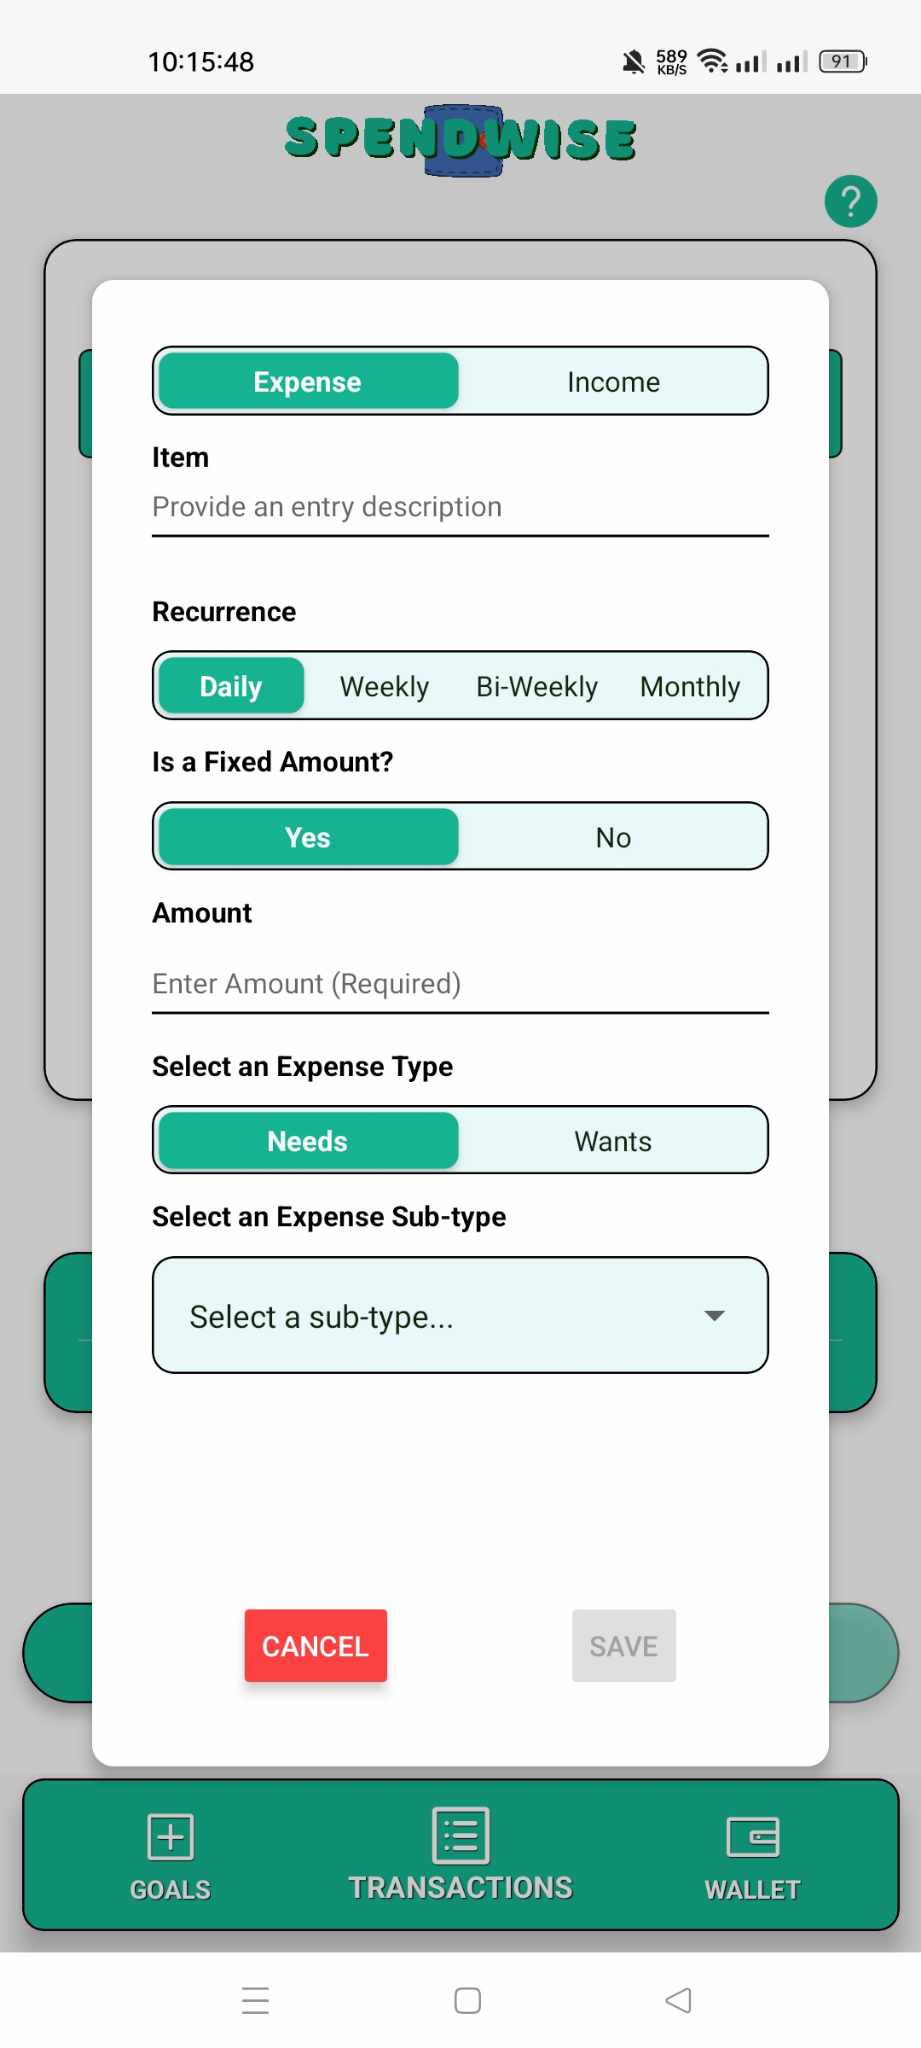 10:15:48 589 KB/S 91
SPENDWISE
?
Expense Income
Item
Provide an entry description
Recurrence
Daily Weekly Bi-Weekly Monthly
Is a Fixed Amount?
Yes No
Amount
Enter Amount (Required)
Select an Expense Type
Needs Wants
Select an Expense Sub-type
Select a sub-type...
CANCEL SAVE
GOALS TRANSACTIONS WALLET